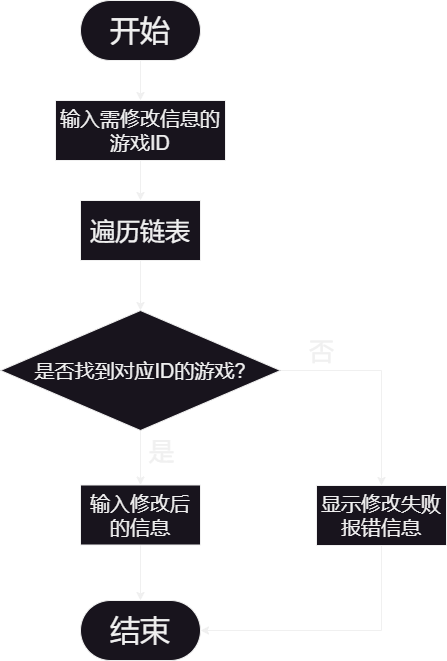 开始
输入需修改信息的
游戏ID
遍历链表
是否找到对应ID的游戏?
否
是
输入修改后
的信息
显示修改失败
报错信息
结束